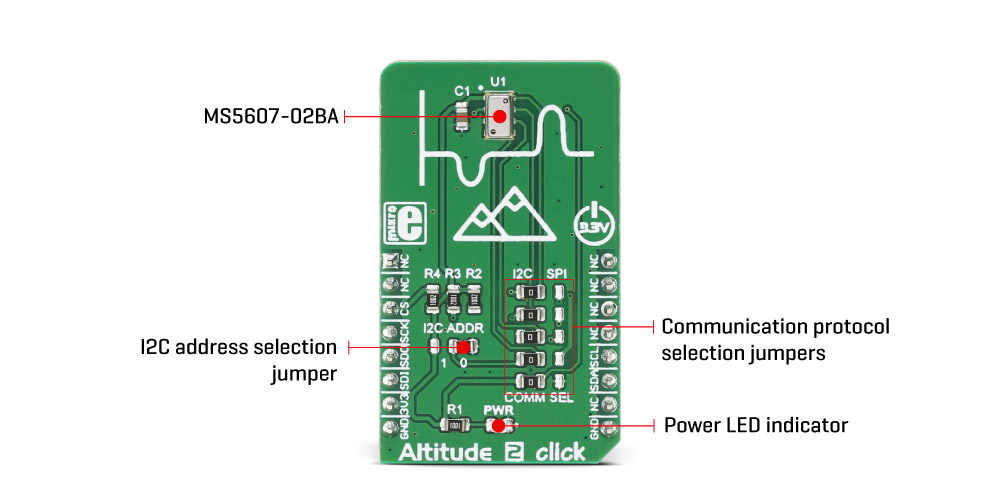 U1
C1
MS5607-02BA
mikro
e
3.3V
NC
NC
NC
NC
R4 R3 R2
I2C SPI
CS
NC
SCK
NC
I2C ADDR
Communication protocol
selection jumpers
I2C address selection
jumper
SDO
SCL
1 0
SDI
SDA
COMM SEL
3V3
NC
R1
PWR
Power LED indicator
GND
GND
Altitude 2 click